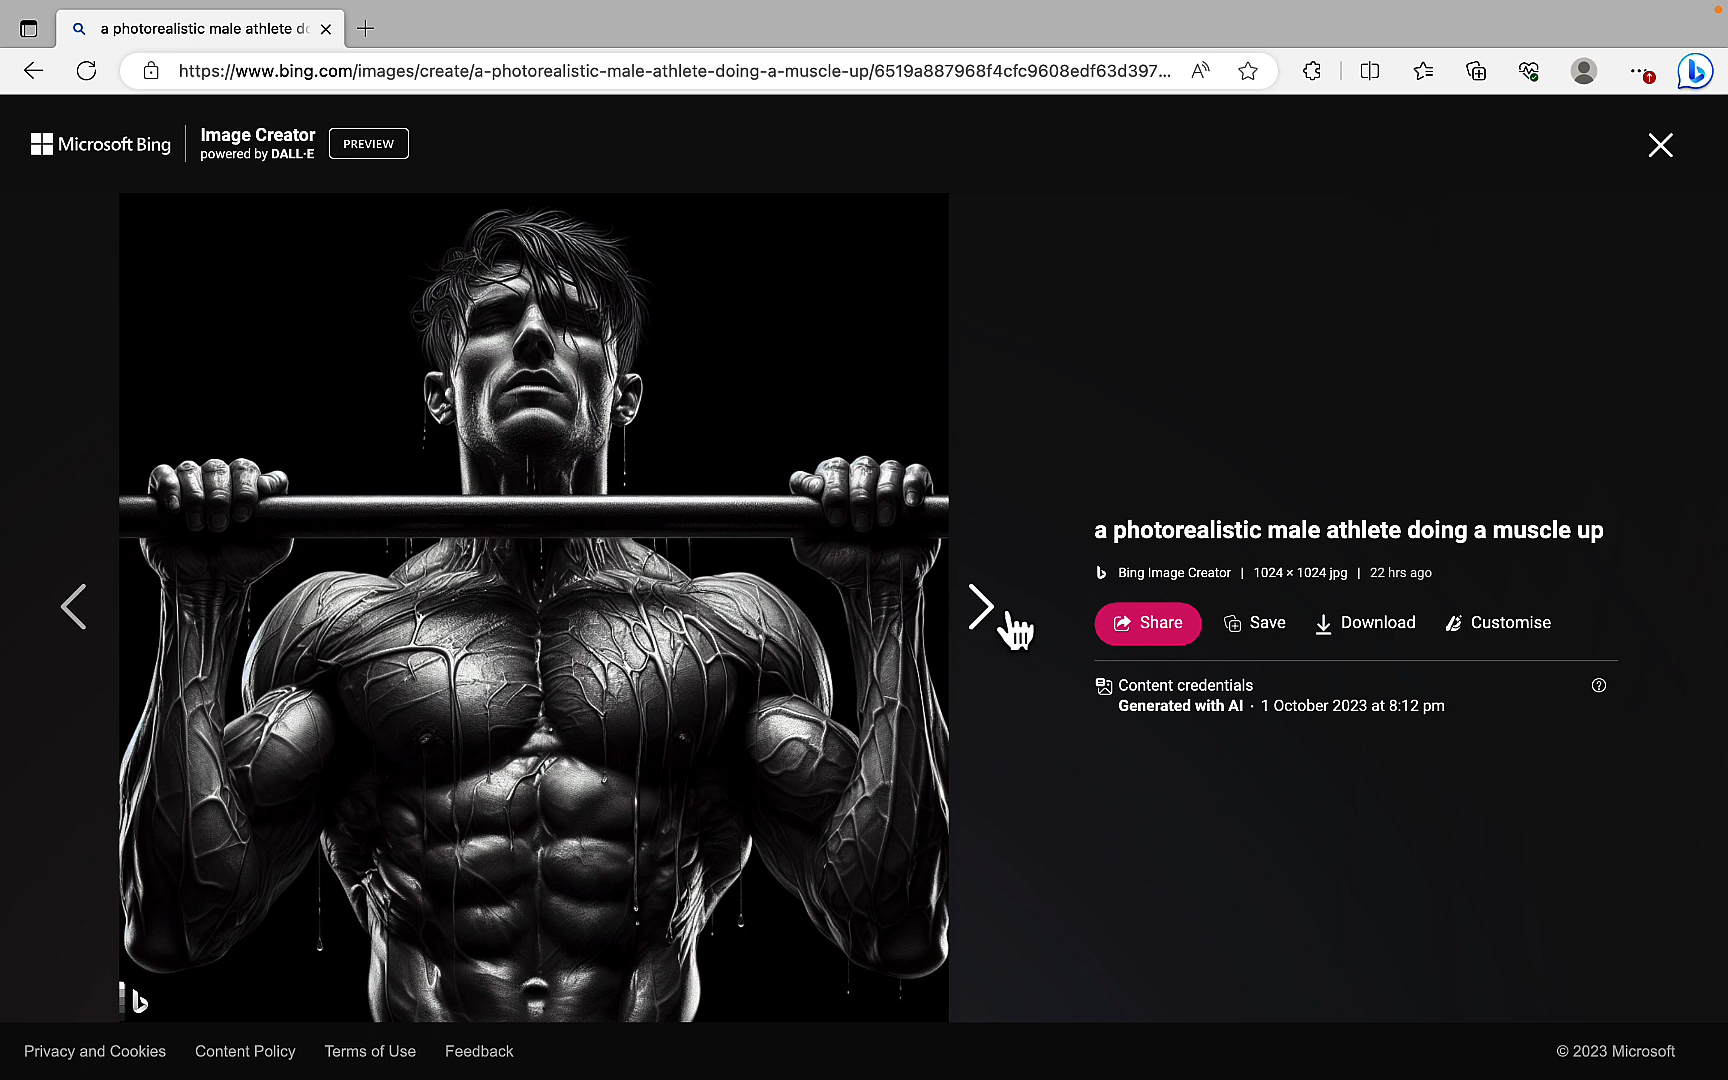 a photorealistic male athlete do
https://www.bing.com/images/create/a-photorealistic-male-athlete-doing-a-muscle-up/6519a887968f4cfc9608edf63d397...
Microsoft Bing
Image Creator
powered by DALL·E
PREVIEW
a photorealistic male athlete doing a muscle up
Bing Image Creator | 1024 × 1024 jpg | 22 hrs ago
Share
Save
Download
Customise
Content credentials
Generated with AI · 1 October 2023 at 8:12 pm
Privacy and Cookies
Content Policy
Terms of Use
Feedback
© 2023 Microsoft